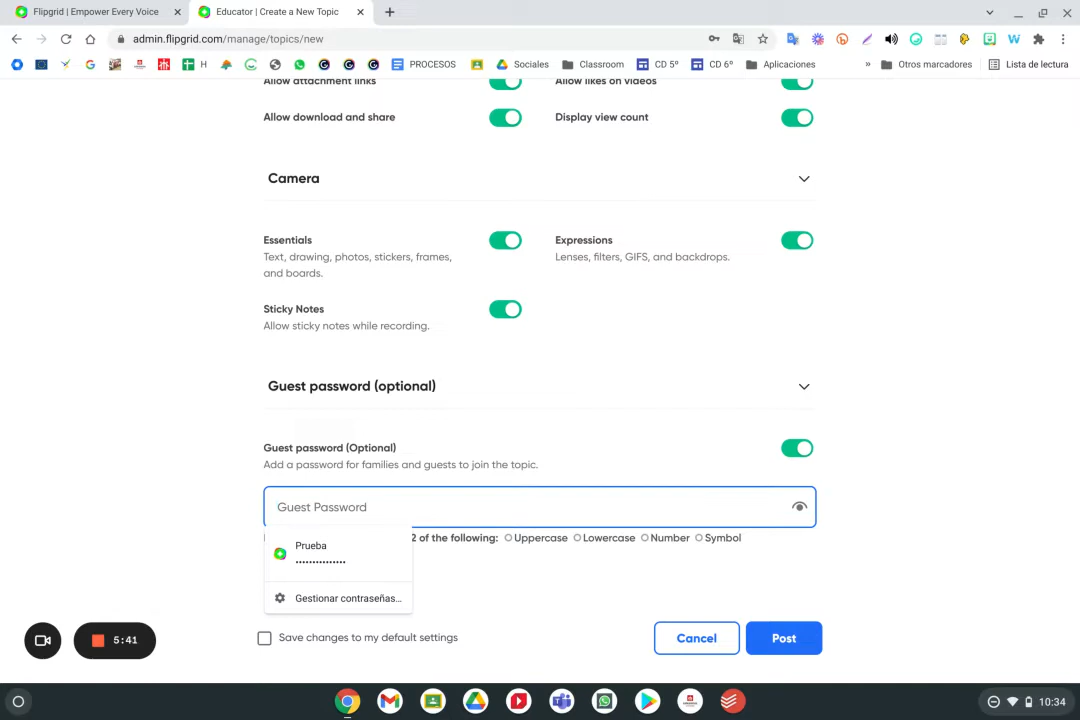 Flipgrid | Empower Every Voice
Educator | Create a New Topic
admin.flipgrid.com/manage/topics/new
H
PROCESOS
Sociales
Classroom
CD 5º
CD 6º
Aplicaciones
»
Otros marcadores
Lista de lectura
Allow attachment links
Allow likes on videos
Allow download and share
Display view count
Camera
Essentials
Text, drawing, photos, stickers, frames,
and boards.
Expressions
Lenses, filters, GIFS, and backdrops.
Sticky Notes
Allow sticky notes while recording.
Guest password (optional)
Guest password (Optional)
Add a password for families and guests to join the topic.
Guest Password
2 of the following: Uppercase Lowercase Number Symbol
Prueba
•••••••••••••••
Gestionar contraseñas...
5:41
Save changes to my default settings
Cancel
Post
10:34